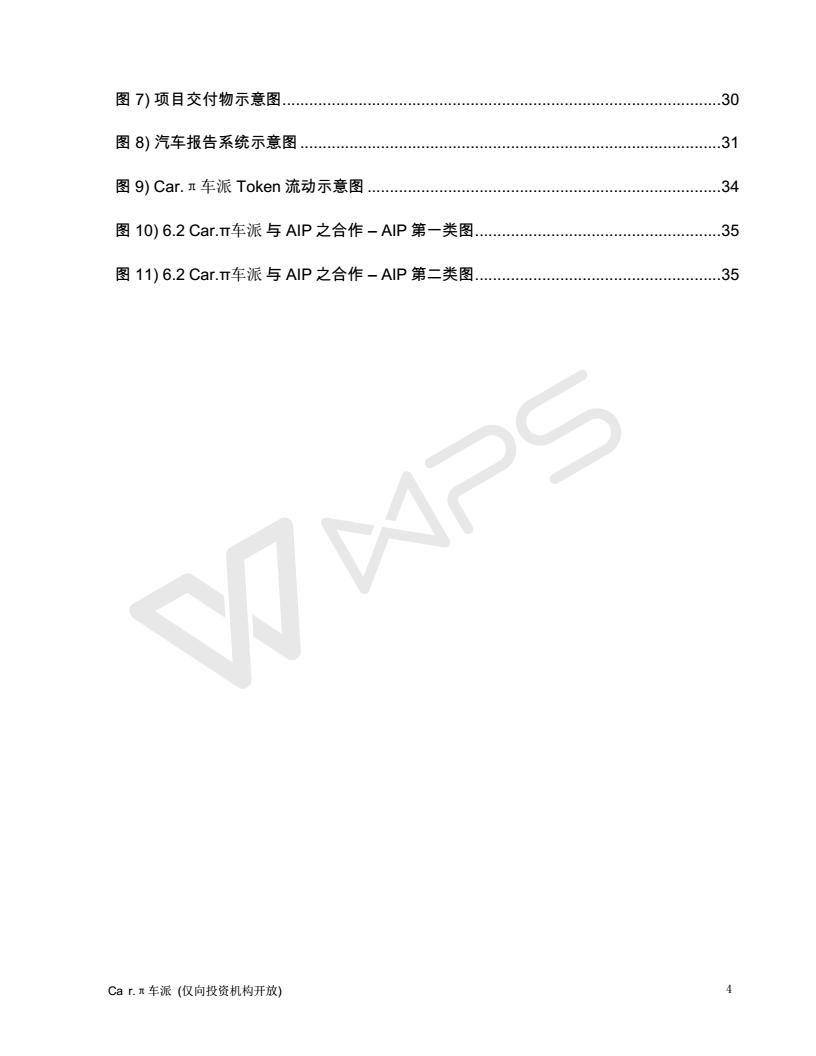 图 7) 项目交付物示意图..................................................................................................30
图 8) 汽车报告系统示意图..............................................................................................31
图 9) Car. π 车派 Token 流动示意图...............................................................................34
图 10) 6.2 Car.π车派 与 AIP 之合作 – AIP 第一类图.......................................................35
图 11) 6.2 Car.π车派 与 AIP 之合作 – AIP 第二类图.......................................................35
WPS
Ca r. π 车派 (仅向投资机构开放) 4